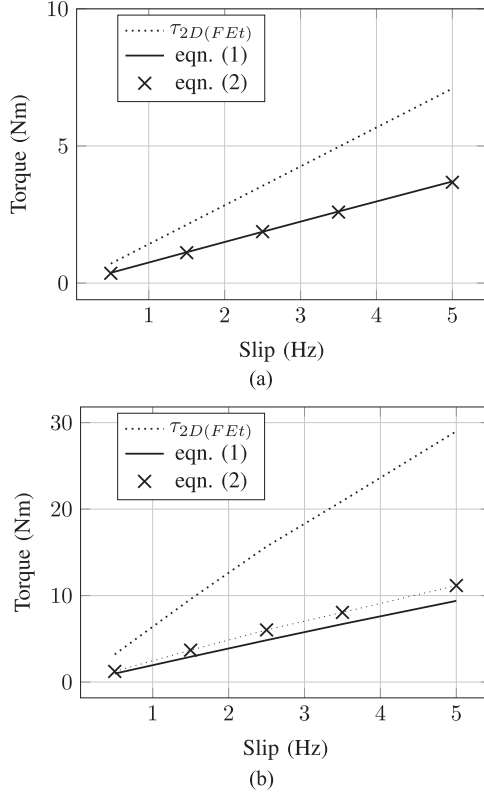 10
τ2D(FEt)
eqn. (1)
eqn. (2)
5
0
Torque (Nm)
1 2 3 4 5
Slip (Hz)
(a)
30
τ2D(FEt)
eqn. (1)
eqn. (2)
20
10
0
Torque (Nm)
1 2 3 4 5
Slip (Hz)
(b)